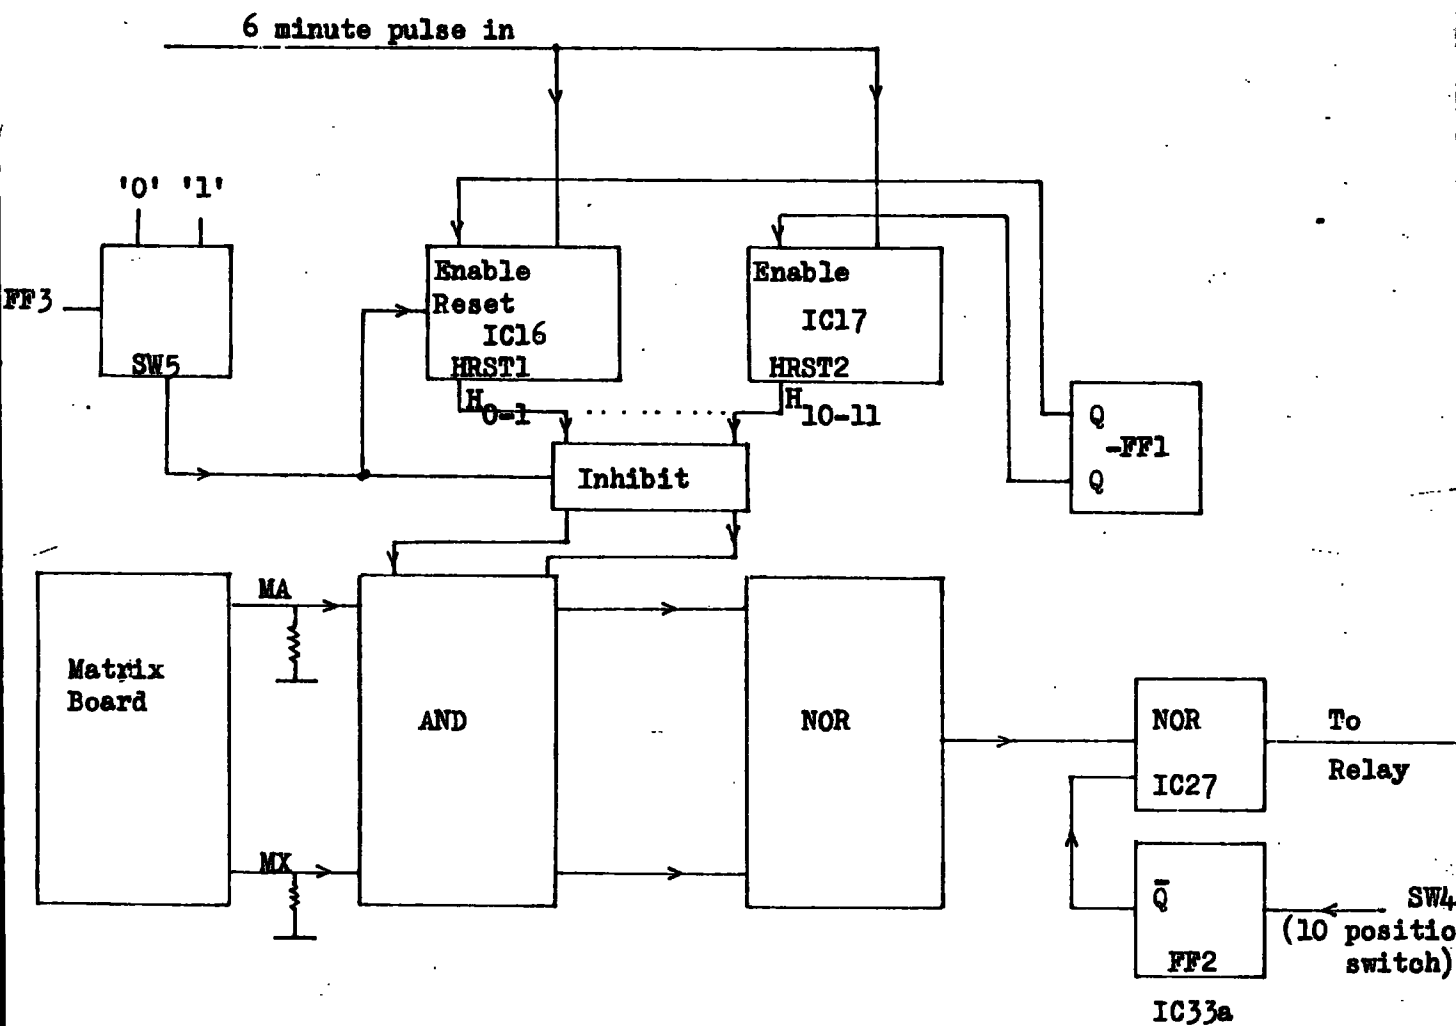 6 minute pulse in
'0' '1'
FF3
SW5
Enable
Reset
IC16
HRST1
H0-1
Enable
IC17
HRST2
H10-11
Q
-FF1
Q
Inhibit
Matrix
Board
MA
MX
AND
NOR
NOR
IC27
To
Relay
Q̄
FF2
IC33a
SW4
(10 positio
switch)